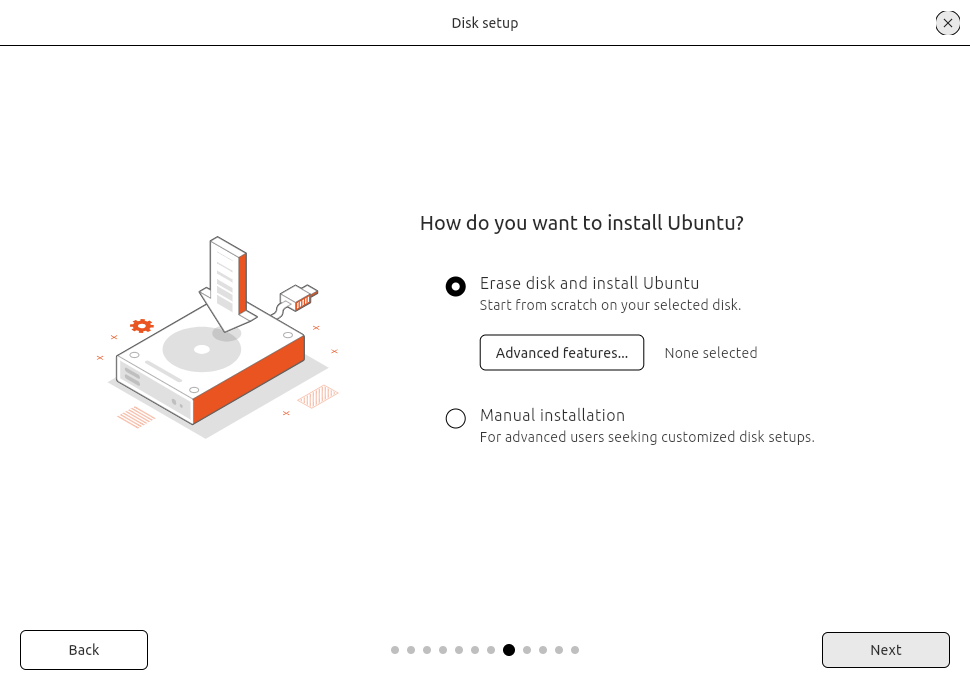 Disk setup
How do you want to install Ubuntu?
Erase disk and install Ubuntu
Start from scratch on your selected disk.
Advanced features... None selected
Manual installation
For advanced users seeking customized disk setups.
Back Next